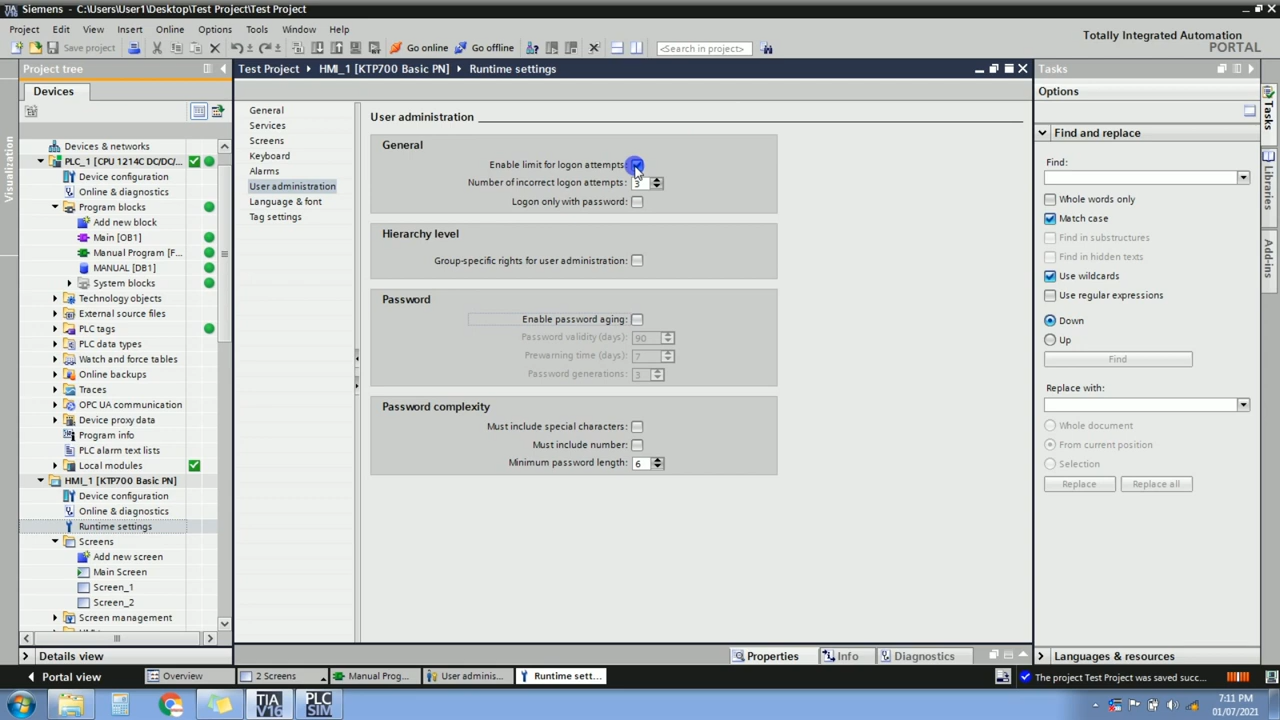 Siemens - C:\Users\User1\Desktop\Test Project\Test Project
Project Edit View Insert Online Options Tools Window Help
Totally Integrated Automation
PORTAL
Save project
Go online
Go offline
<Search in project>
Project tree
Devices
Visualization
Devices & networks
PLC_1 [CPU 1214C DC/DC/...
Device configuration
Online & diagnostics
Program blocks
Add new block
Main [OB1]
Manual Program [F...
MANUAL [DB1]
System blocks
Technology objects
External source files
PLC tags
PLC data types
Watch and force tables
Online backups
Traces
OPC UA communication
Device proxy data
Program info
PLC alarm text lists
Local modules
HMI_1 [KTP700 Basic PN]
Device configuration
Online & diagnostics
Runtime settings
Screens
Add new screen
Main Screen
Screen_1
Screen_2
Screen management
Details view
Test Project HMI_1 [KTP700 Basic PN] Runtime settings
General
Services
Screens
Keyboard
Alarms
User administration
Language & font
Tag settings
User administration
General
Enable limit for logon attempts:
Number of incorrect logon attempts: 3
Logon only with password:
Hierarchy level
Group-specific rights for user administration:
Password
Enable password aging:
Password validity (days): 90
Prewarning time (days): 7
Password generations: 3
Password complexity
Must include special characters:
Must include number:
Minimum password length: 6
Properties
Info
Diagnostics
Tasks
Options
Find and replace
Find:
Whole words only
Match case
Find in substructures
Find in hidden texts
Use wildcards
Use regular expressions
Down
Up
Find
Replace with:
Whole document
From current position
Selection
Replace
Replace all
Languages & resources
Tasks
Libraries
Add-ins
Portal view
Overview
2 Screens
Manual Prog...
User adminis...
Runtime sett...
The project Test Project was saved succ...
TIA V16
PLC SIM
7:11 PM
01/07/2021